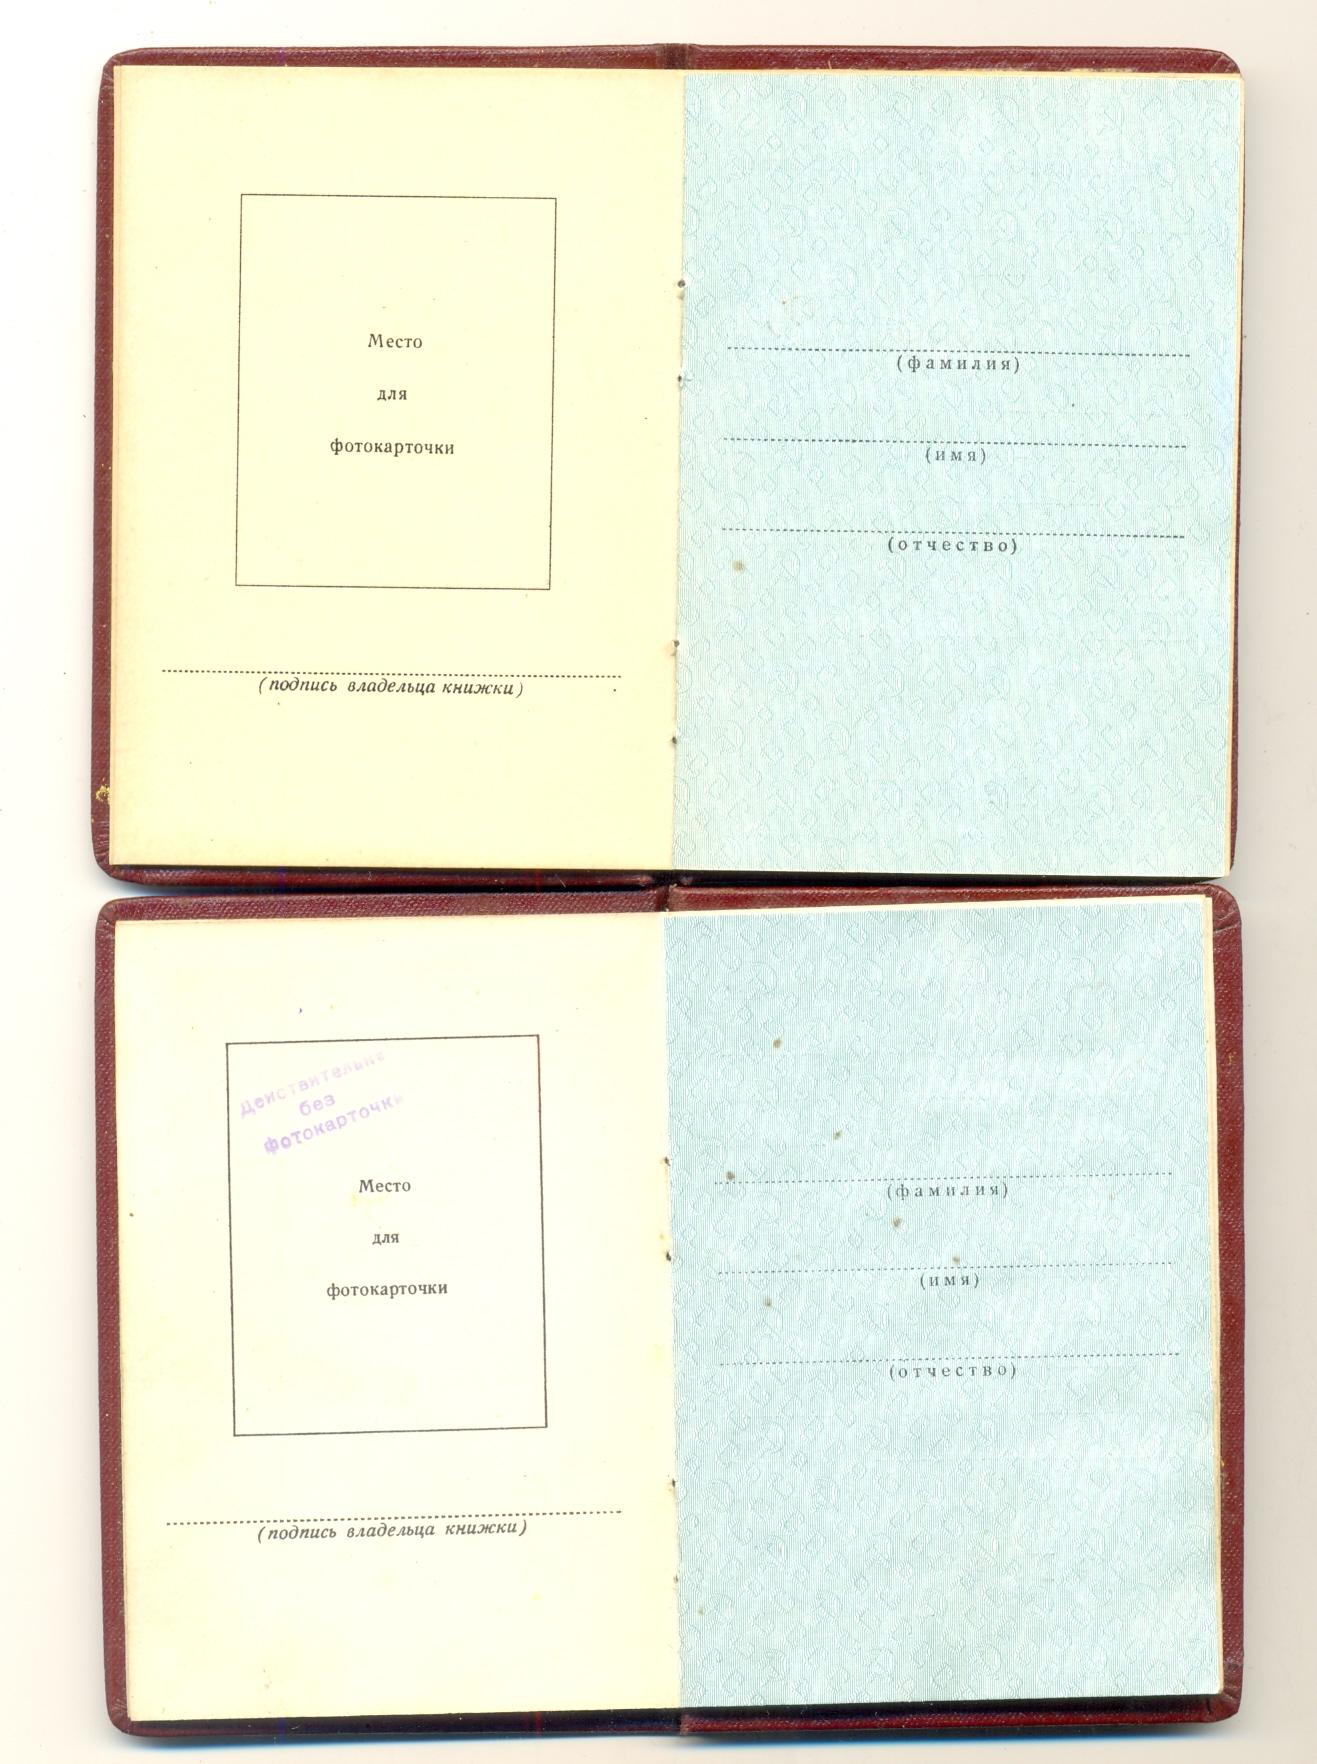 Место
для
фотокарточки
(подпись владельца книжки)
(фамилия)
(имя)
(отчество)
Действительно
без
фотокарточки
Место
для
фотокарточки
(подпись владельца книжки)
(фамилия)
(имя)
(отчество)